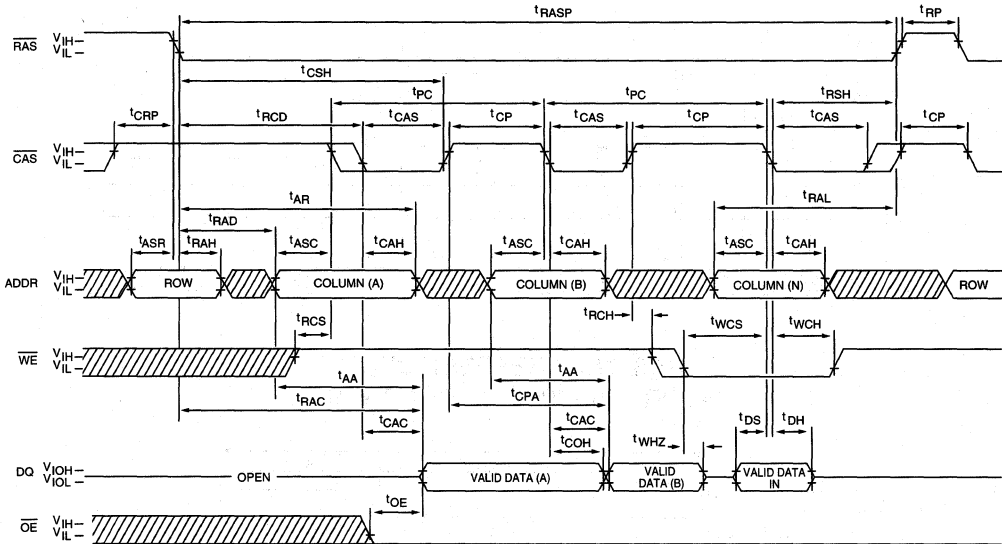 tRASP
tRP
RAS VIH
VIL
tCSH
tPC tPC tRSH
tCRP tRCD tCAS tCP tCAS tCP tCAS tCP
CAS VIH
VIL
tAR tRAL
tRAD
tASR tRAH tASC tCAH tASC tCAH tASC tCAH
ADDR VIH
VIL
ROW COLUMN (A) COLUMN (B) COLUMN (N) ROW
tRCS tRCH tWCS tWCH
WE VIH
VIL
tAA tAA
tRAC tCPA
tCAC tCAC tDS tDH
tCOH tWHZ
DQ VIOH
VIOL
OPEN VALID DATA (A) VALID DATA (B) VALID DATA IN
tOE
OE VIH
VIL